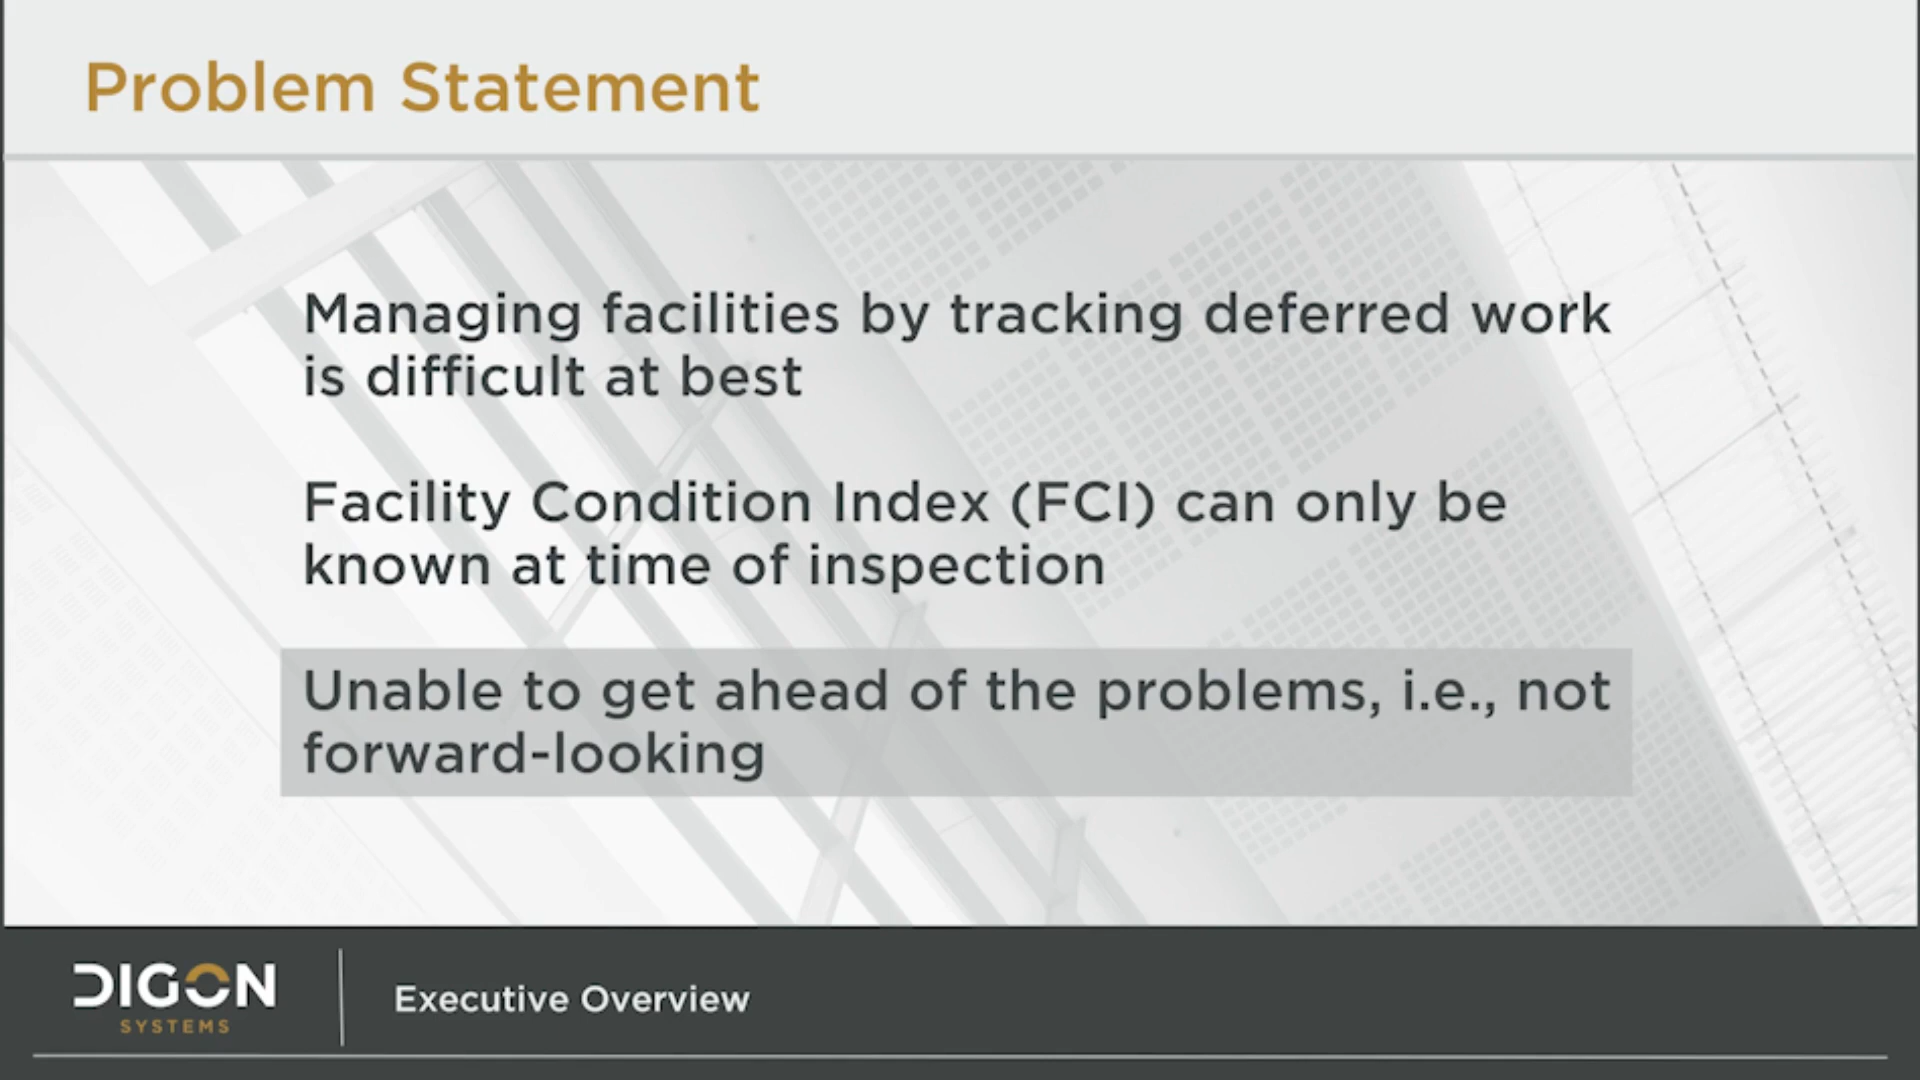 Problem Statement
Managing facilities by tracking deferred work
is difficult at best
Facility Condition Index (FCI) can only be
known at time of inspection
Unable to get ahead of the problems, i.e., not
forward-looking
DIGON
SYSTEMS
Executive Overview